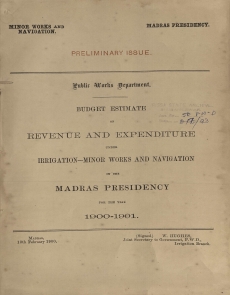 MINOR WORKS AND NAVIGATION.
MADRAS PRESIDENCY.
PRELIMINARY ISSUE.
Public Works Department.
BUDGET ESTIMATE
OF
REVENUE AND EXPENDITURE
UNDER
IRRIGATION—MINOR WORKS AND NAVIGATION
IN THE
MADRAS PRESIDENCY
FOR THE YEAR
1900-1901.
MADRAS,
February 1900.
(Signed) W. HUGHES,
Joint Secretary to Government, P.W.D.,
Irrigation Branch.